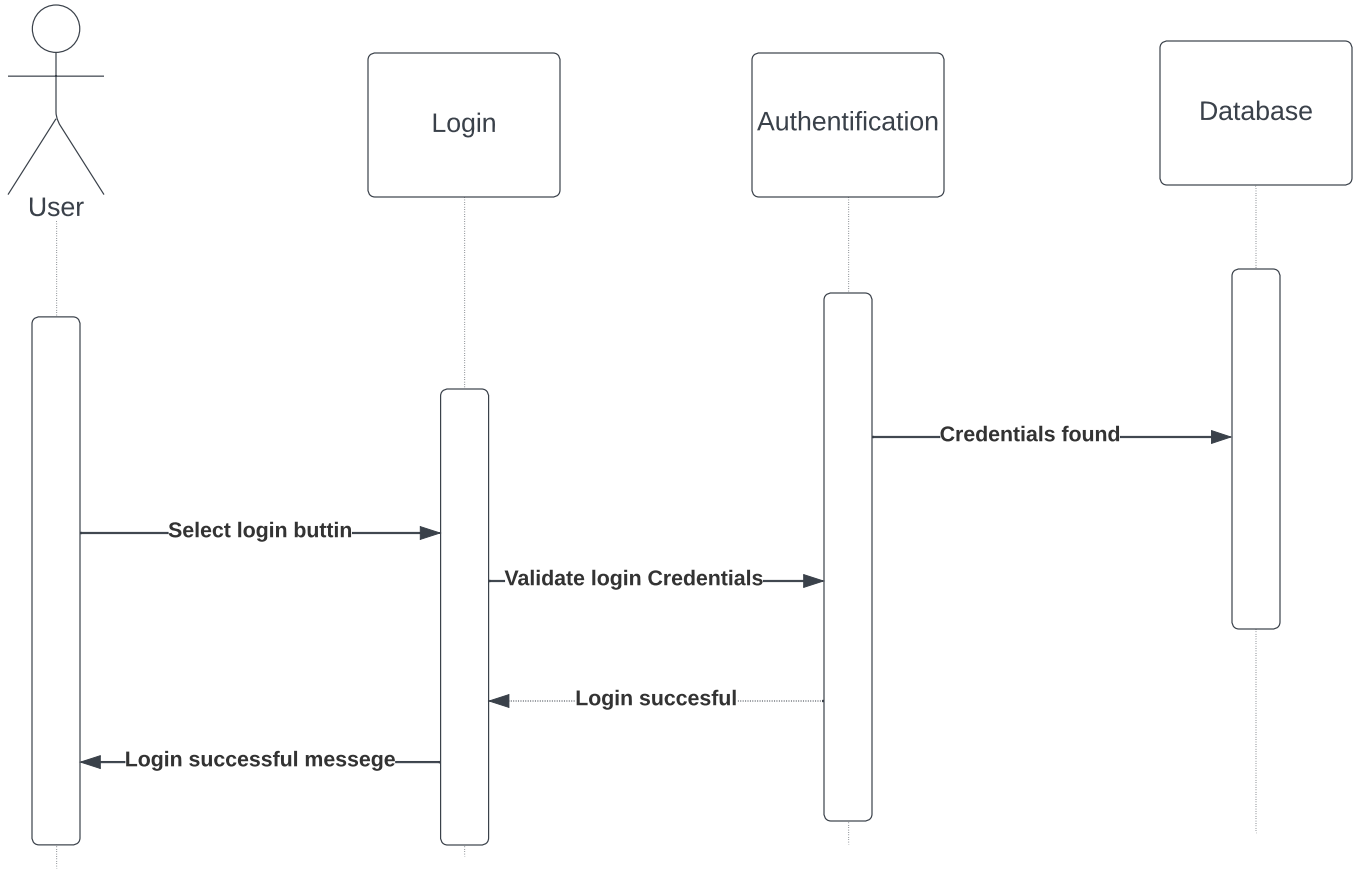 User
Login
Authentification
Database
Credentials found
Select login buttin
Validate login Credentials
Login succesful
Login successful messege